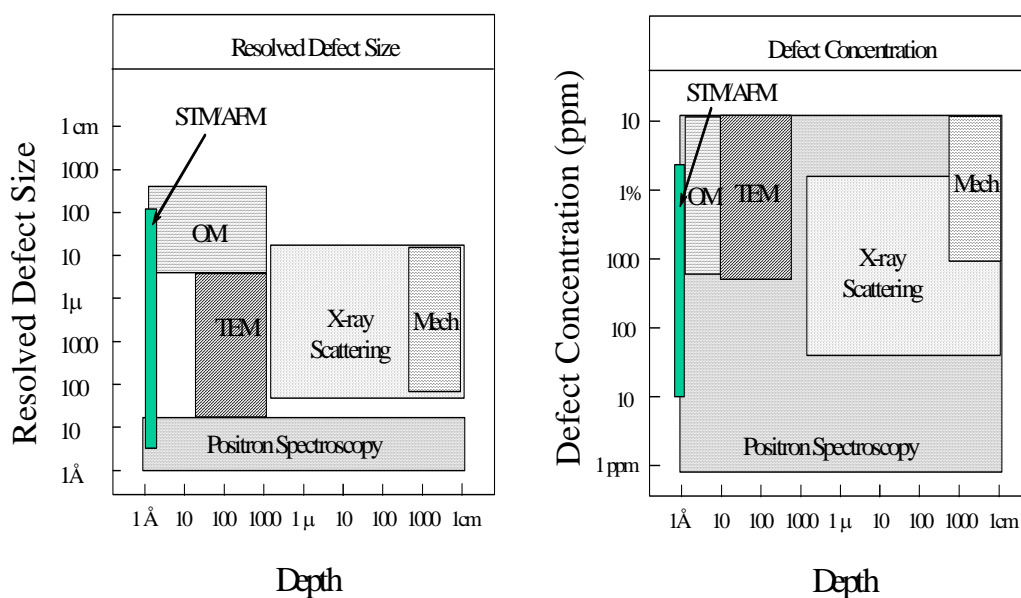 Resolved Defect Size
STM/AFM
Resolved Defect Size
1 cm
1000
100
10
1μ
1000
100
10
1Å
OM
TEM
X-ray
Scattering
Mech
Positron Spectroscopy
1 Å 10 100 1000 1 μ 10 100 1000 1cm
Depth
Defect Concentration
STM/AFM
Defect Concentration (ppm)
10
1%
1000
100
10
1 ppm
OM
TEM
Mech
X-ray
Scattering
Positron Spectroscopy
1Å 10 100 1000 1 μ 10 100 1000 1cm
Depth